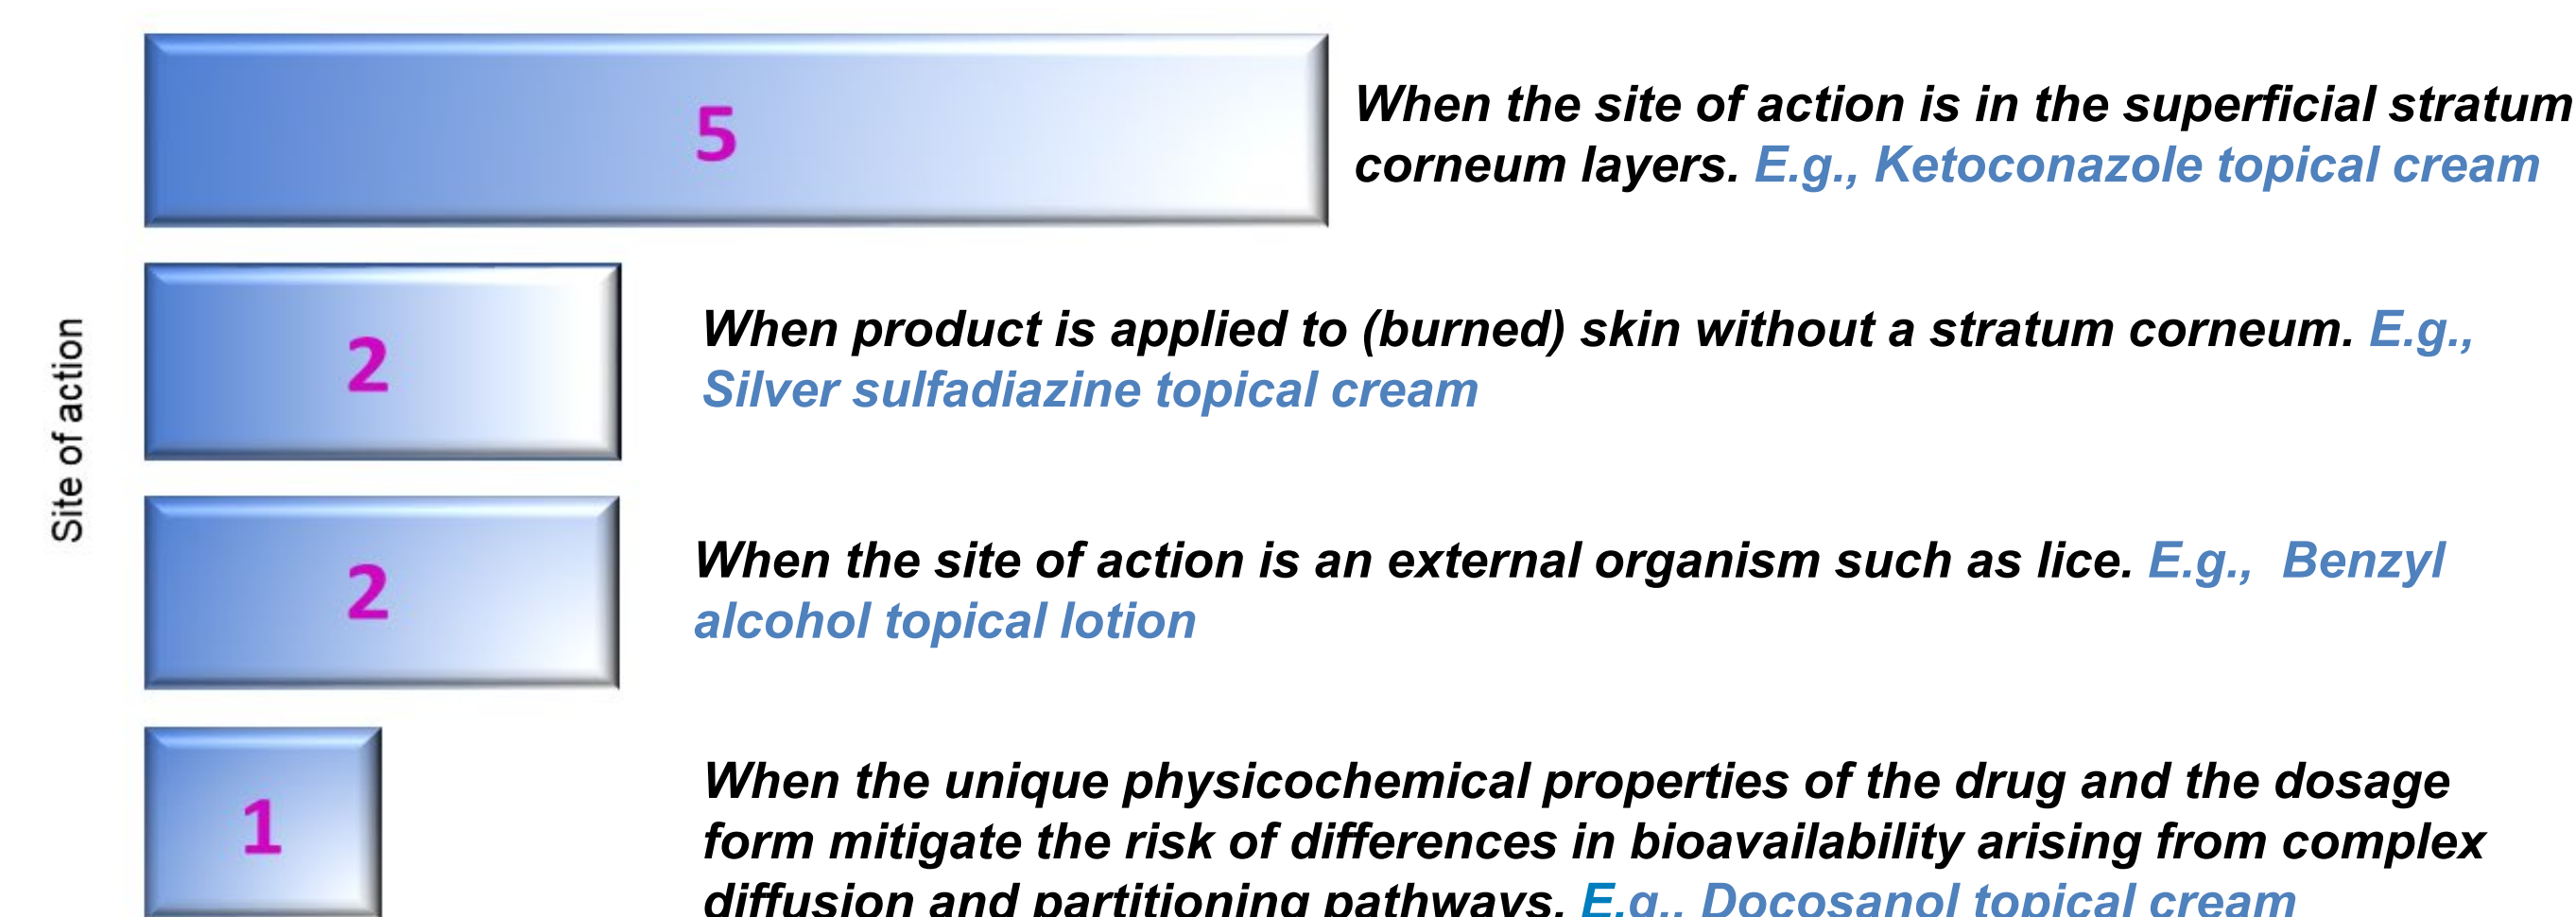 5
When the site of action is in the superficial stratum
corneum layers. E.g., Ketoconazole topical cream
Site of action
2
When product is applied to (burned) skin without a stratum corneum. E.g.,
Silver sulfadiazine topical cream
2
When the site of action is an external organism such as lice. E.g., Benzyl
alcohol topical lotion
1
When the unique physicochemical properties of the drug and the dosage
form mitigate the risk of differences in bioavailability arising from complex
diffusion and partitioning pathways. E.g., Docosanol topical cream